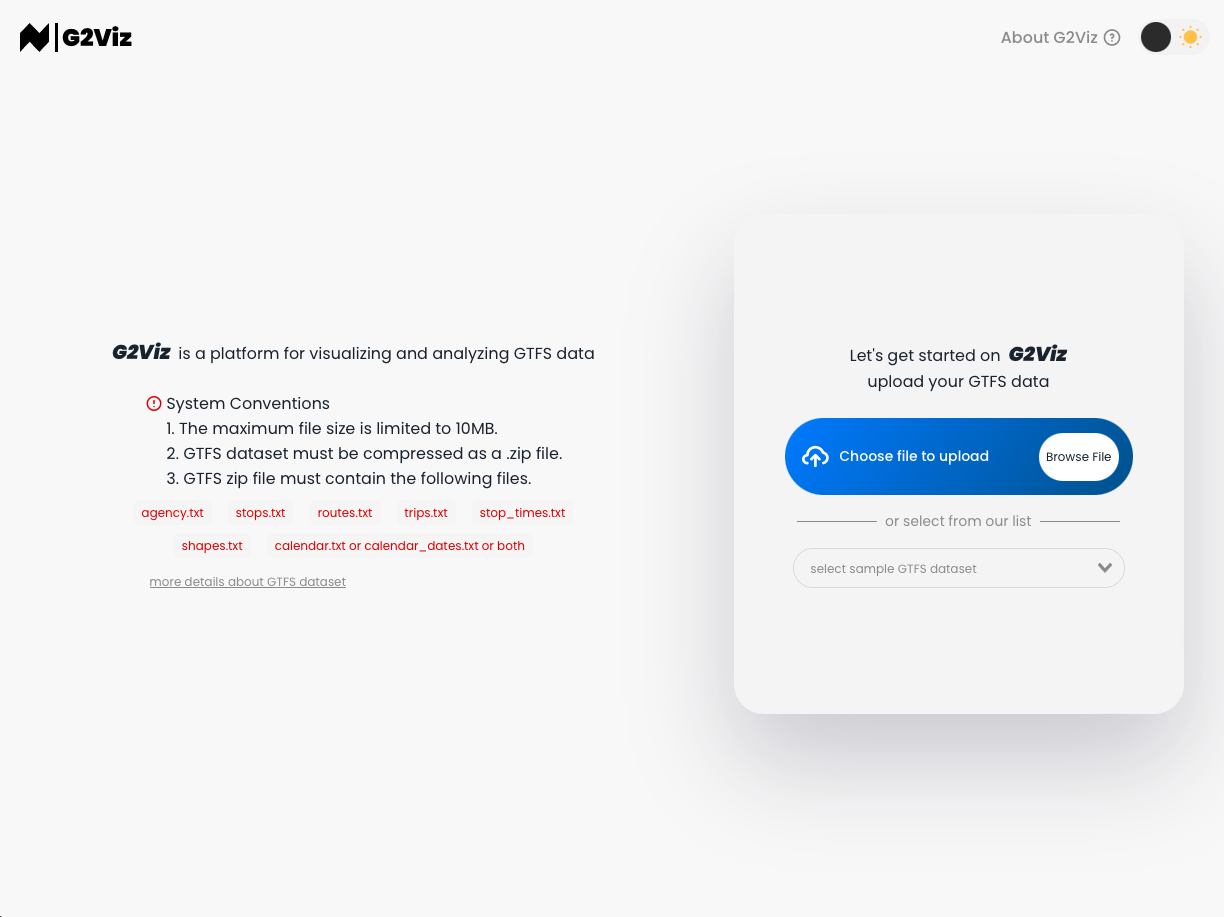 G2Viz
About G2Viz
G2Viz is a platform for visualizing and analyzing GTFS data
System Conventions
1. The maximum file size is limited to 10MB.
2. GTFS dataset must be compressed as a .zip file.
3. GTFS zip file must contain the following files.
agency.txt stops.txt routes.txt trips.txt stop_times.txt
shapes.txt calendar.txt or calendar_dates.txt or both
more details about GTFS dataset
Let's get started on G2Viz
upload your GTFS data
Choose file to upload Browse File
or select from our list
select sample GTFS dataset